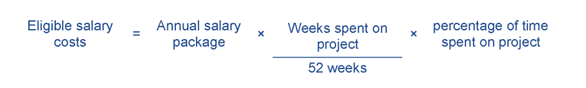 Eligible salary costs = Annual salary package × Weeks spent on project / 52 weeks × percentage of time spent on project